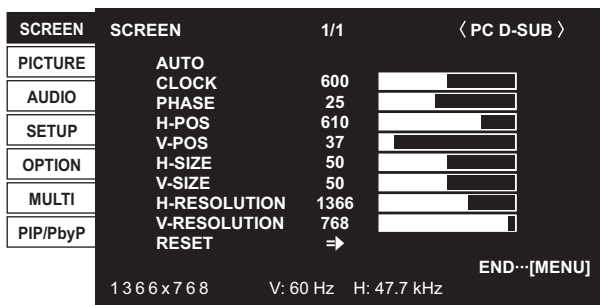 SCREEN
PICTURE
AUDIO
SETUP
OPTION
MULTI
PIP/PbyP
SCREEN 1/1 〈 PC D-SUB 〉
AUTO
CLOCK 600
PHASE 25
H-POS 610
V-POS 37
H-SIZE 50
V-SIZE 50
H-RESOLUTION 1366
V-RESOLUTION 768
RESET
END···[MENU]
1366x768 V: 60 Hz H: 47.7 kHz